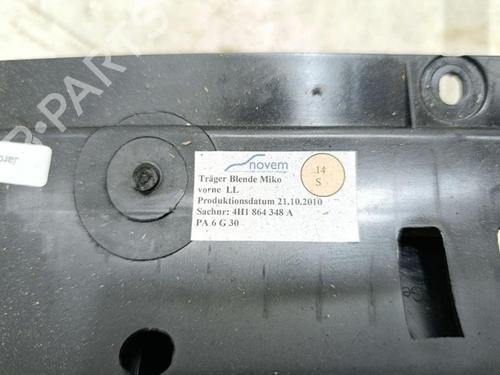 novem
Träger Blende Miko
vorne LL
Produktionsdatum 21.10.2010
Sachnr: 4H1 864 348 A
PA 6 G 30
14
S
B-PARTS